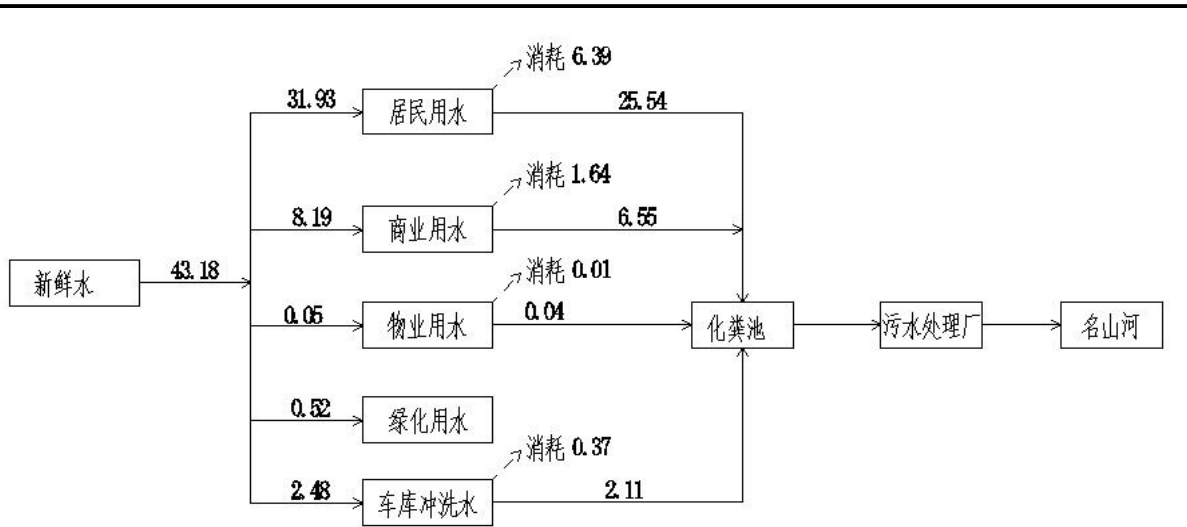 消耗 6.39
31.93
居民用水
25.54
消耗 1.64
8.19
商业用水
6.55
新鲜水
43.18
消耗 0.01
0.05
物业用水
0.04
化粪池
污水处理厂
名山河
0.52
绿化用水
消耗 0.37
2.48
车库冲洗水
2.11